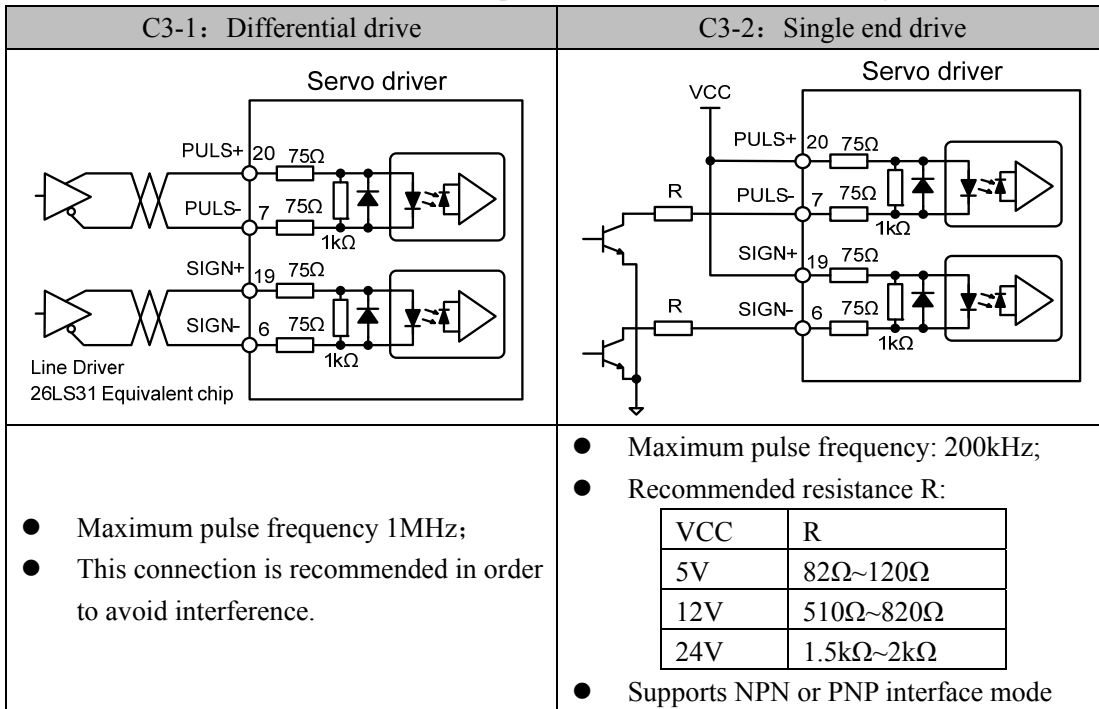 C3-1：Differential drive
C3-2：Single end drive
Servo driver
PULS+
20
75Ω
PULS-
7
75Ω
1kΩ
SIGN+
19
75Ω
SIGN-
6
75Ω
1kΩ
Line Driver
26LS31 Equivalent chip
Servo driver
VCC
PULS+
20
75Ω
R
PULS-
7
75Ω
1kΩ
SIGN+
19
75Ω
R
SIGN-
6
75Ω
1kΩ
● Maximum pulse frequency 1MHz；
● This connection is recommended in order
to avoid interference.
● Maximum pulse frequency: 200kHz;
● Recommended resistance R:
VCC R
5V 82Ω~120Ω
12V 510Ω~820Ω
24V 1.5kΩ~2kΩ
● Supports NPN or PNP interface mode